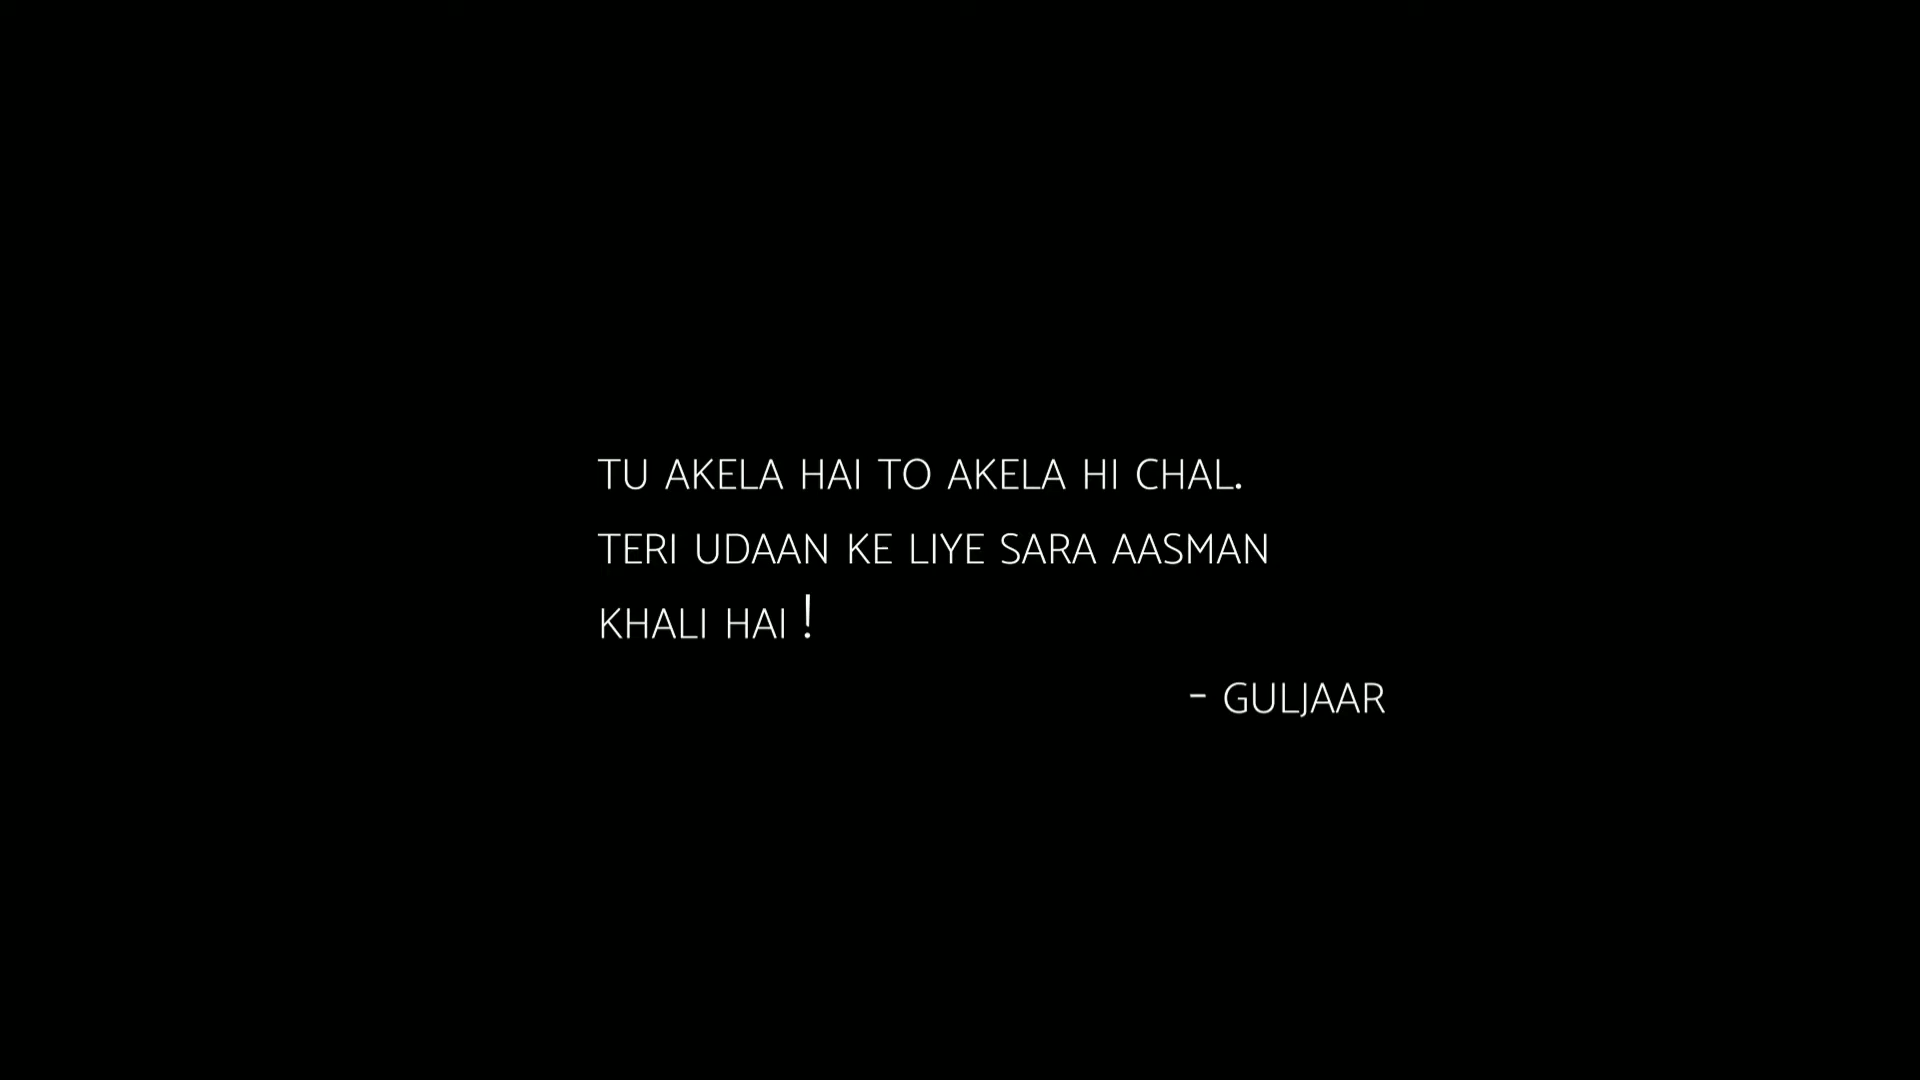 TU AKELA HAI TO AKELA HI CHAL.
TERI UDAAN KE LIYE SARA AASMAN
KHALI HAI !
- GULJAAR